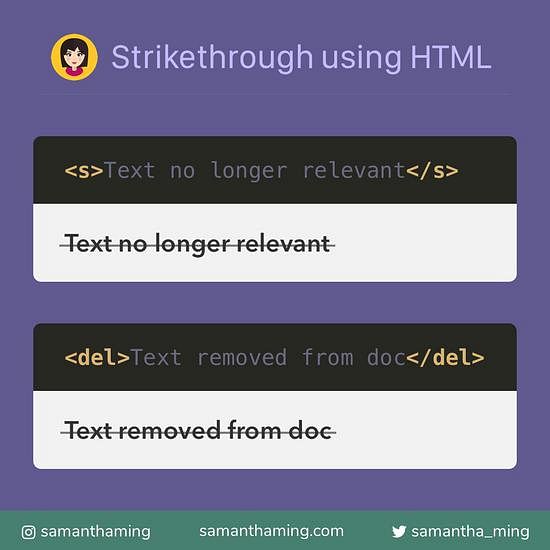 Strikethrough using HTML
<s>Text no longer relevant</s>
Text no longer relevant
<del>Text removed from doc</del>
Text removed from doc
samanthaming samanthaming.com samantha_ming